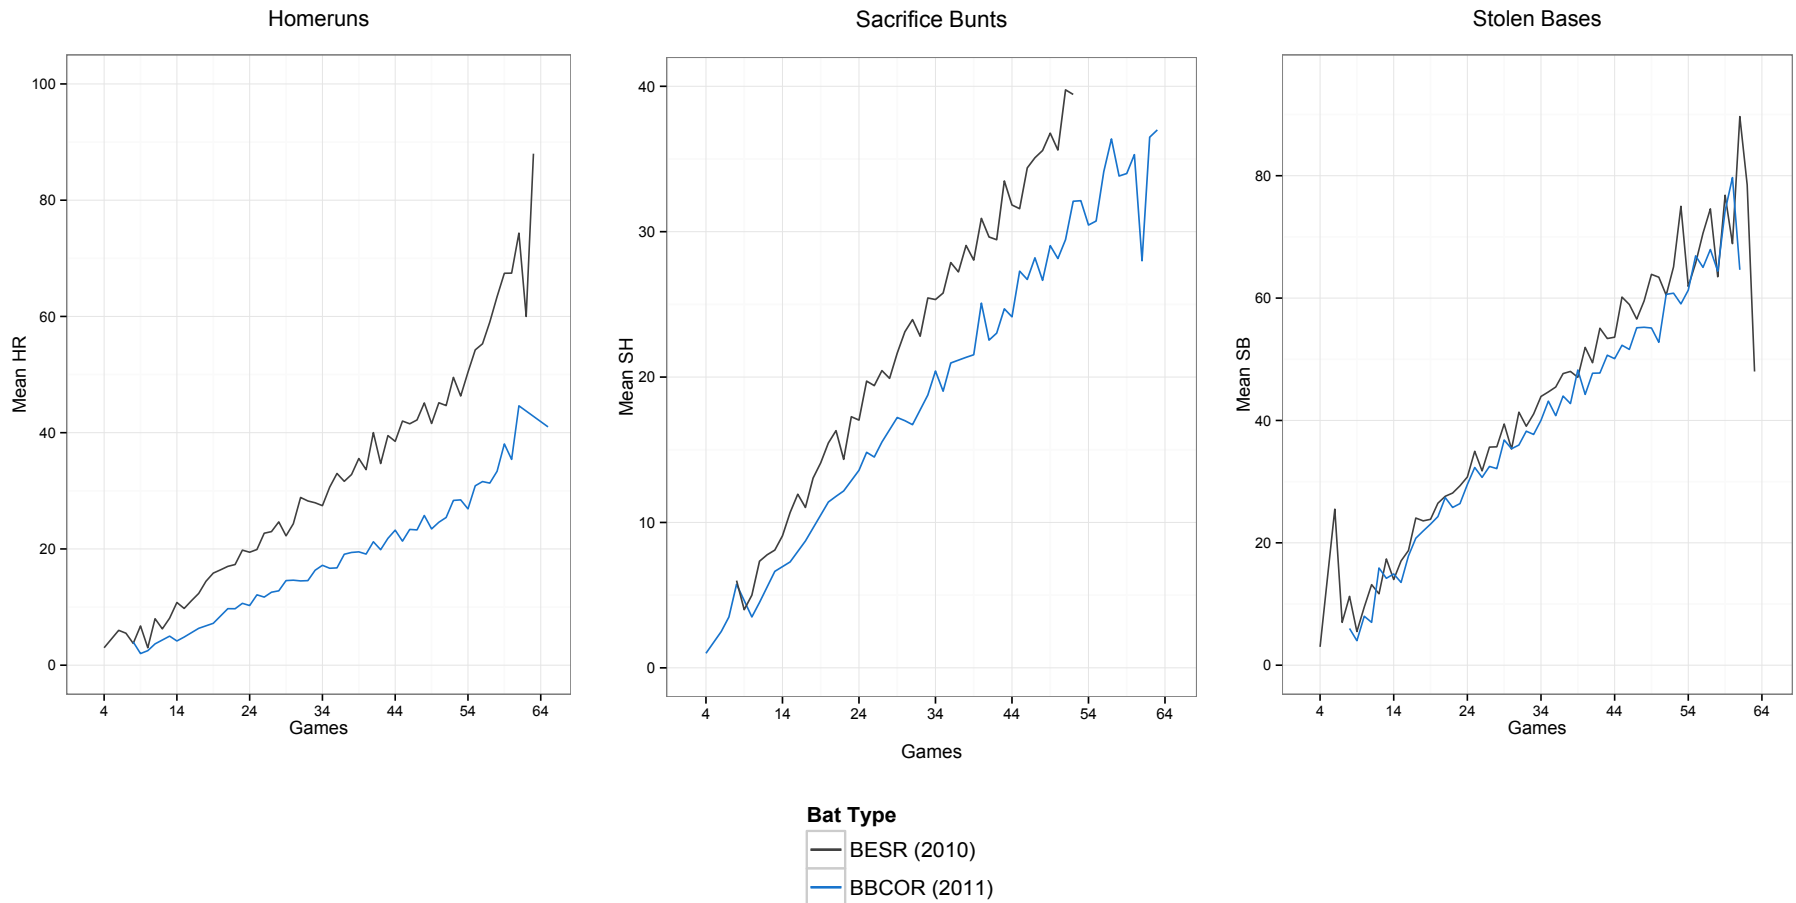 Homeruns
Mean HR
100
80
60
40
20
0
4 14 24 34 44 54 64
Games
Sacrifice Bunts
Mean SH
40
30
20
10
0
4 14 24 34 44 54 64
Games
Stolen Bases
Mean SB
80
60
40
20
0
4 14 24 34 44 54 64
Games
Bat Type
BESR (2010)
BBCOR (2011)